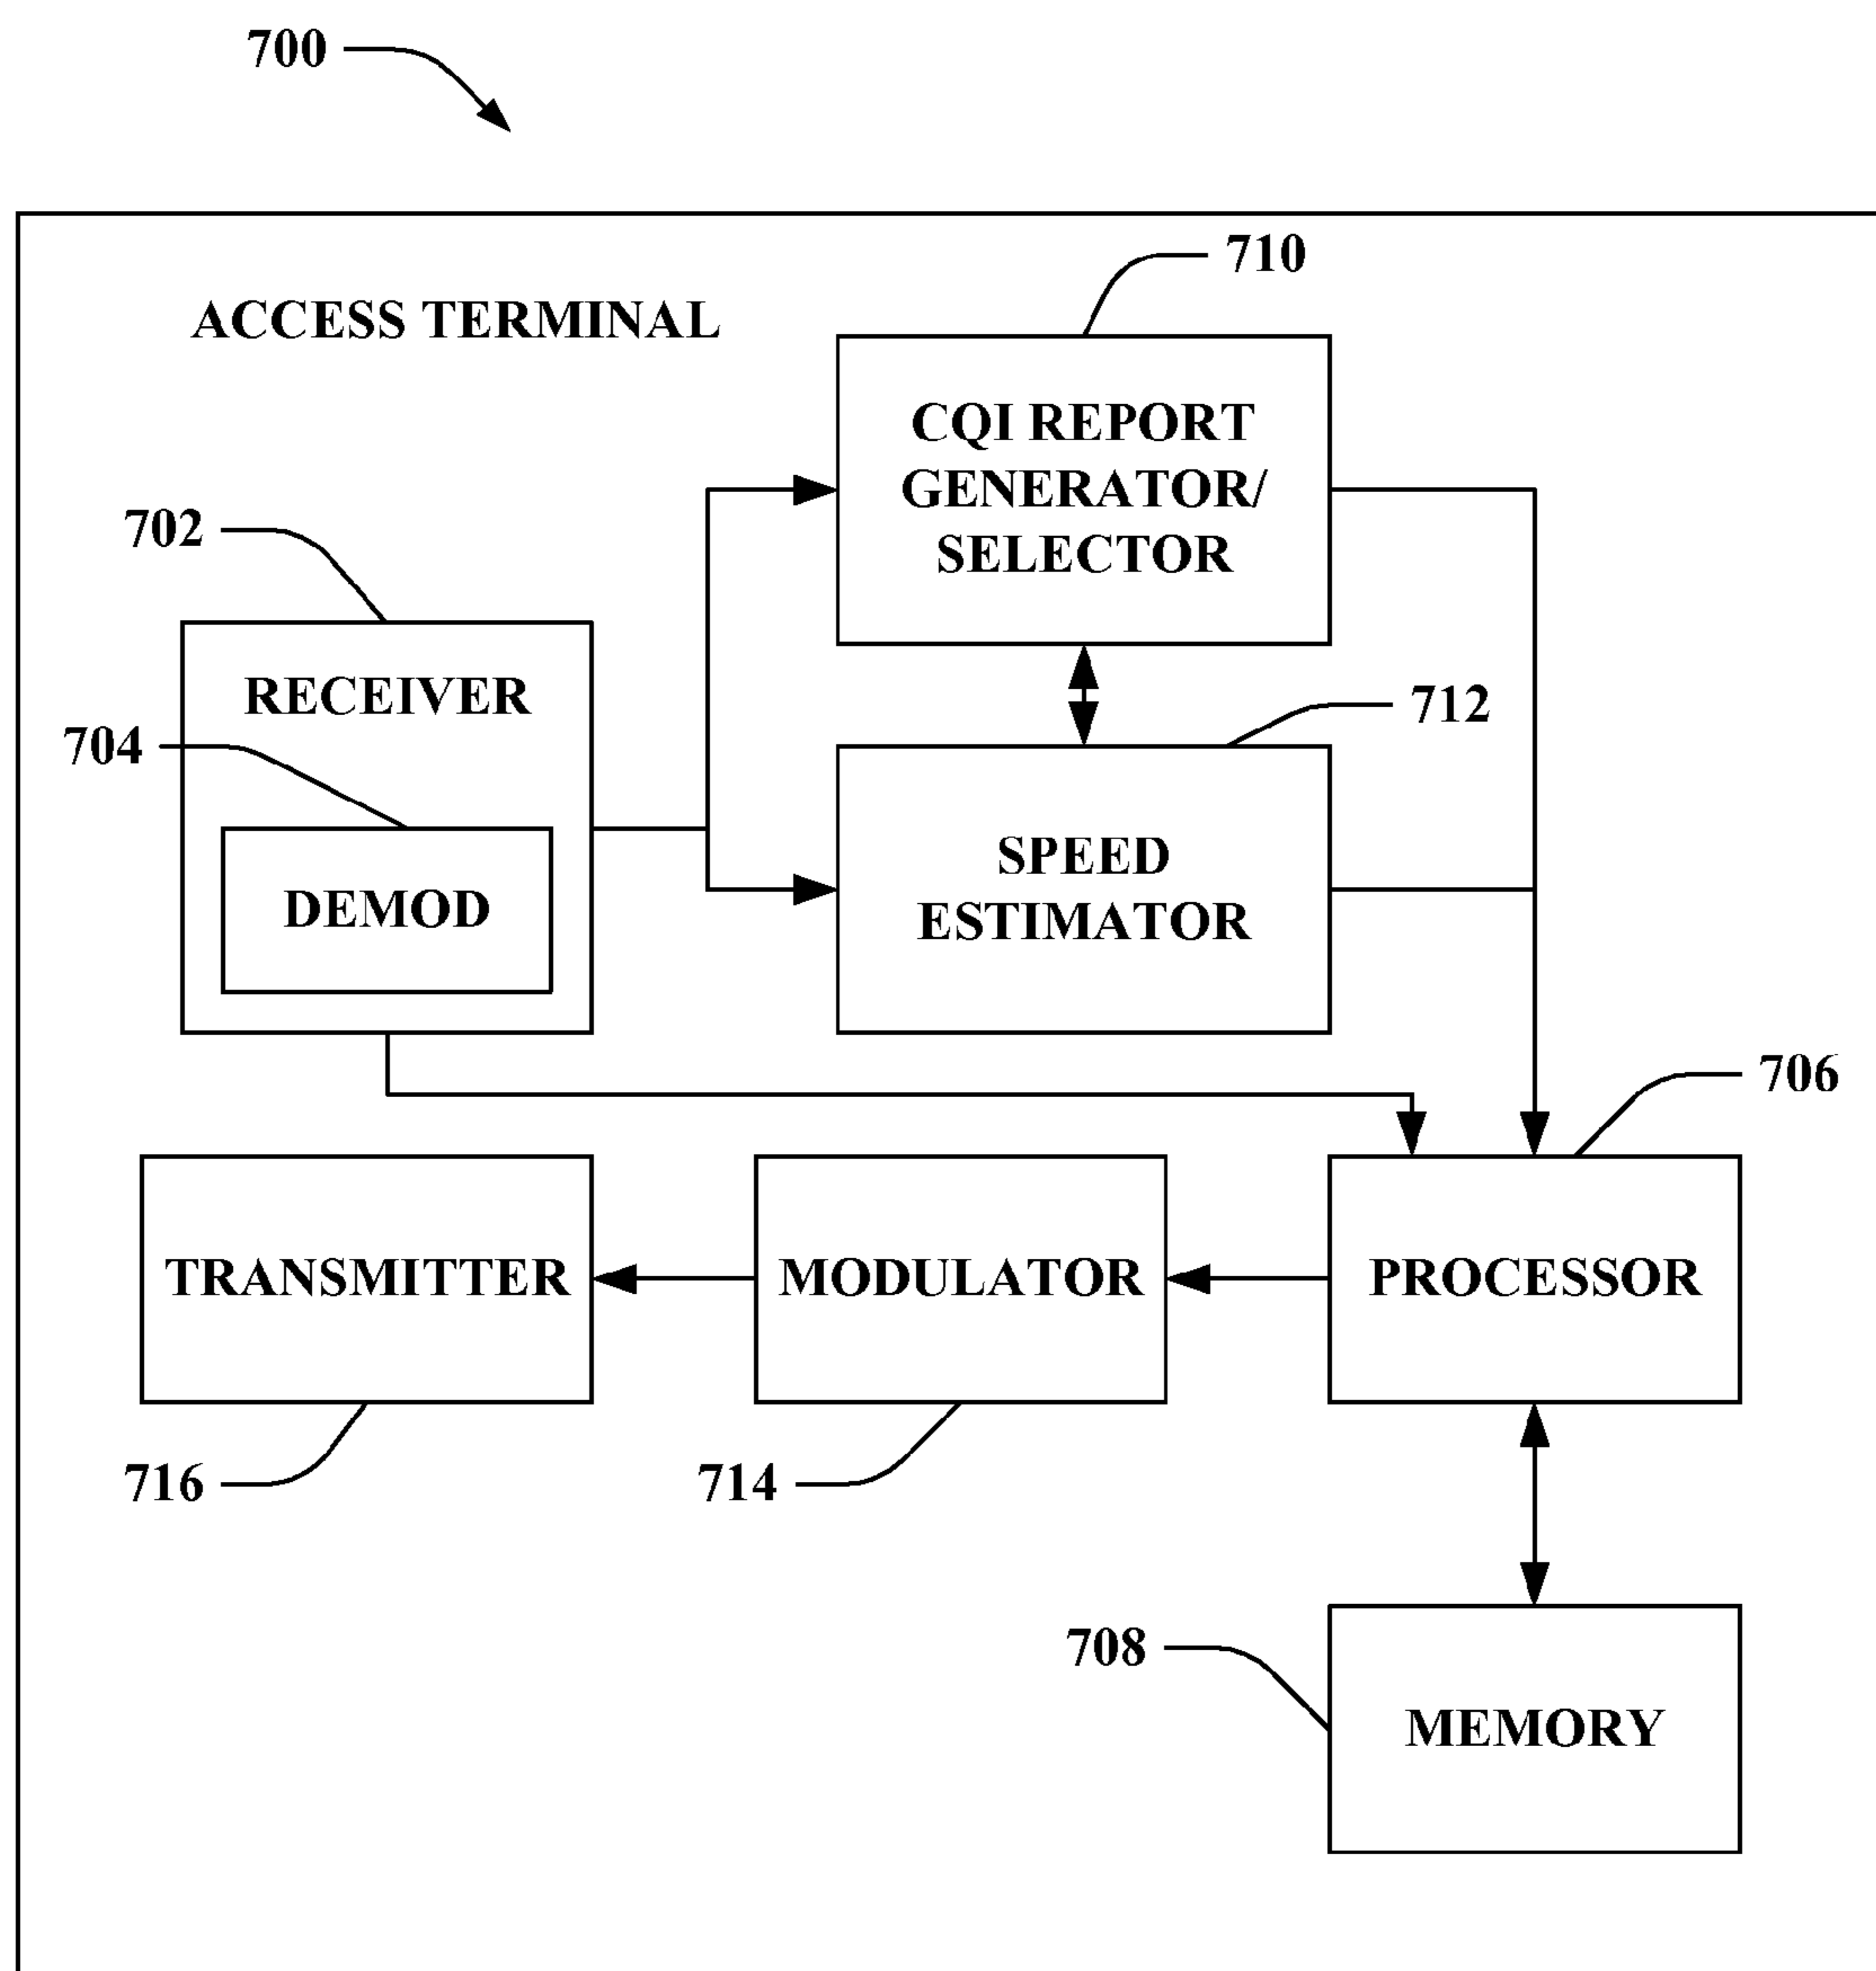 700
710
ACCESS TERMINAL
CQI REPORT
GENERATOR/
SELECTOR
702
RECEIVER
712
704
SPEED
ESTIMATOR
DEMOD
706
TRANSMITTER
MODULATOR
PROCESSOR
716
714
708
MEMORY